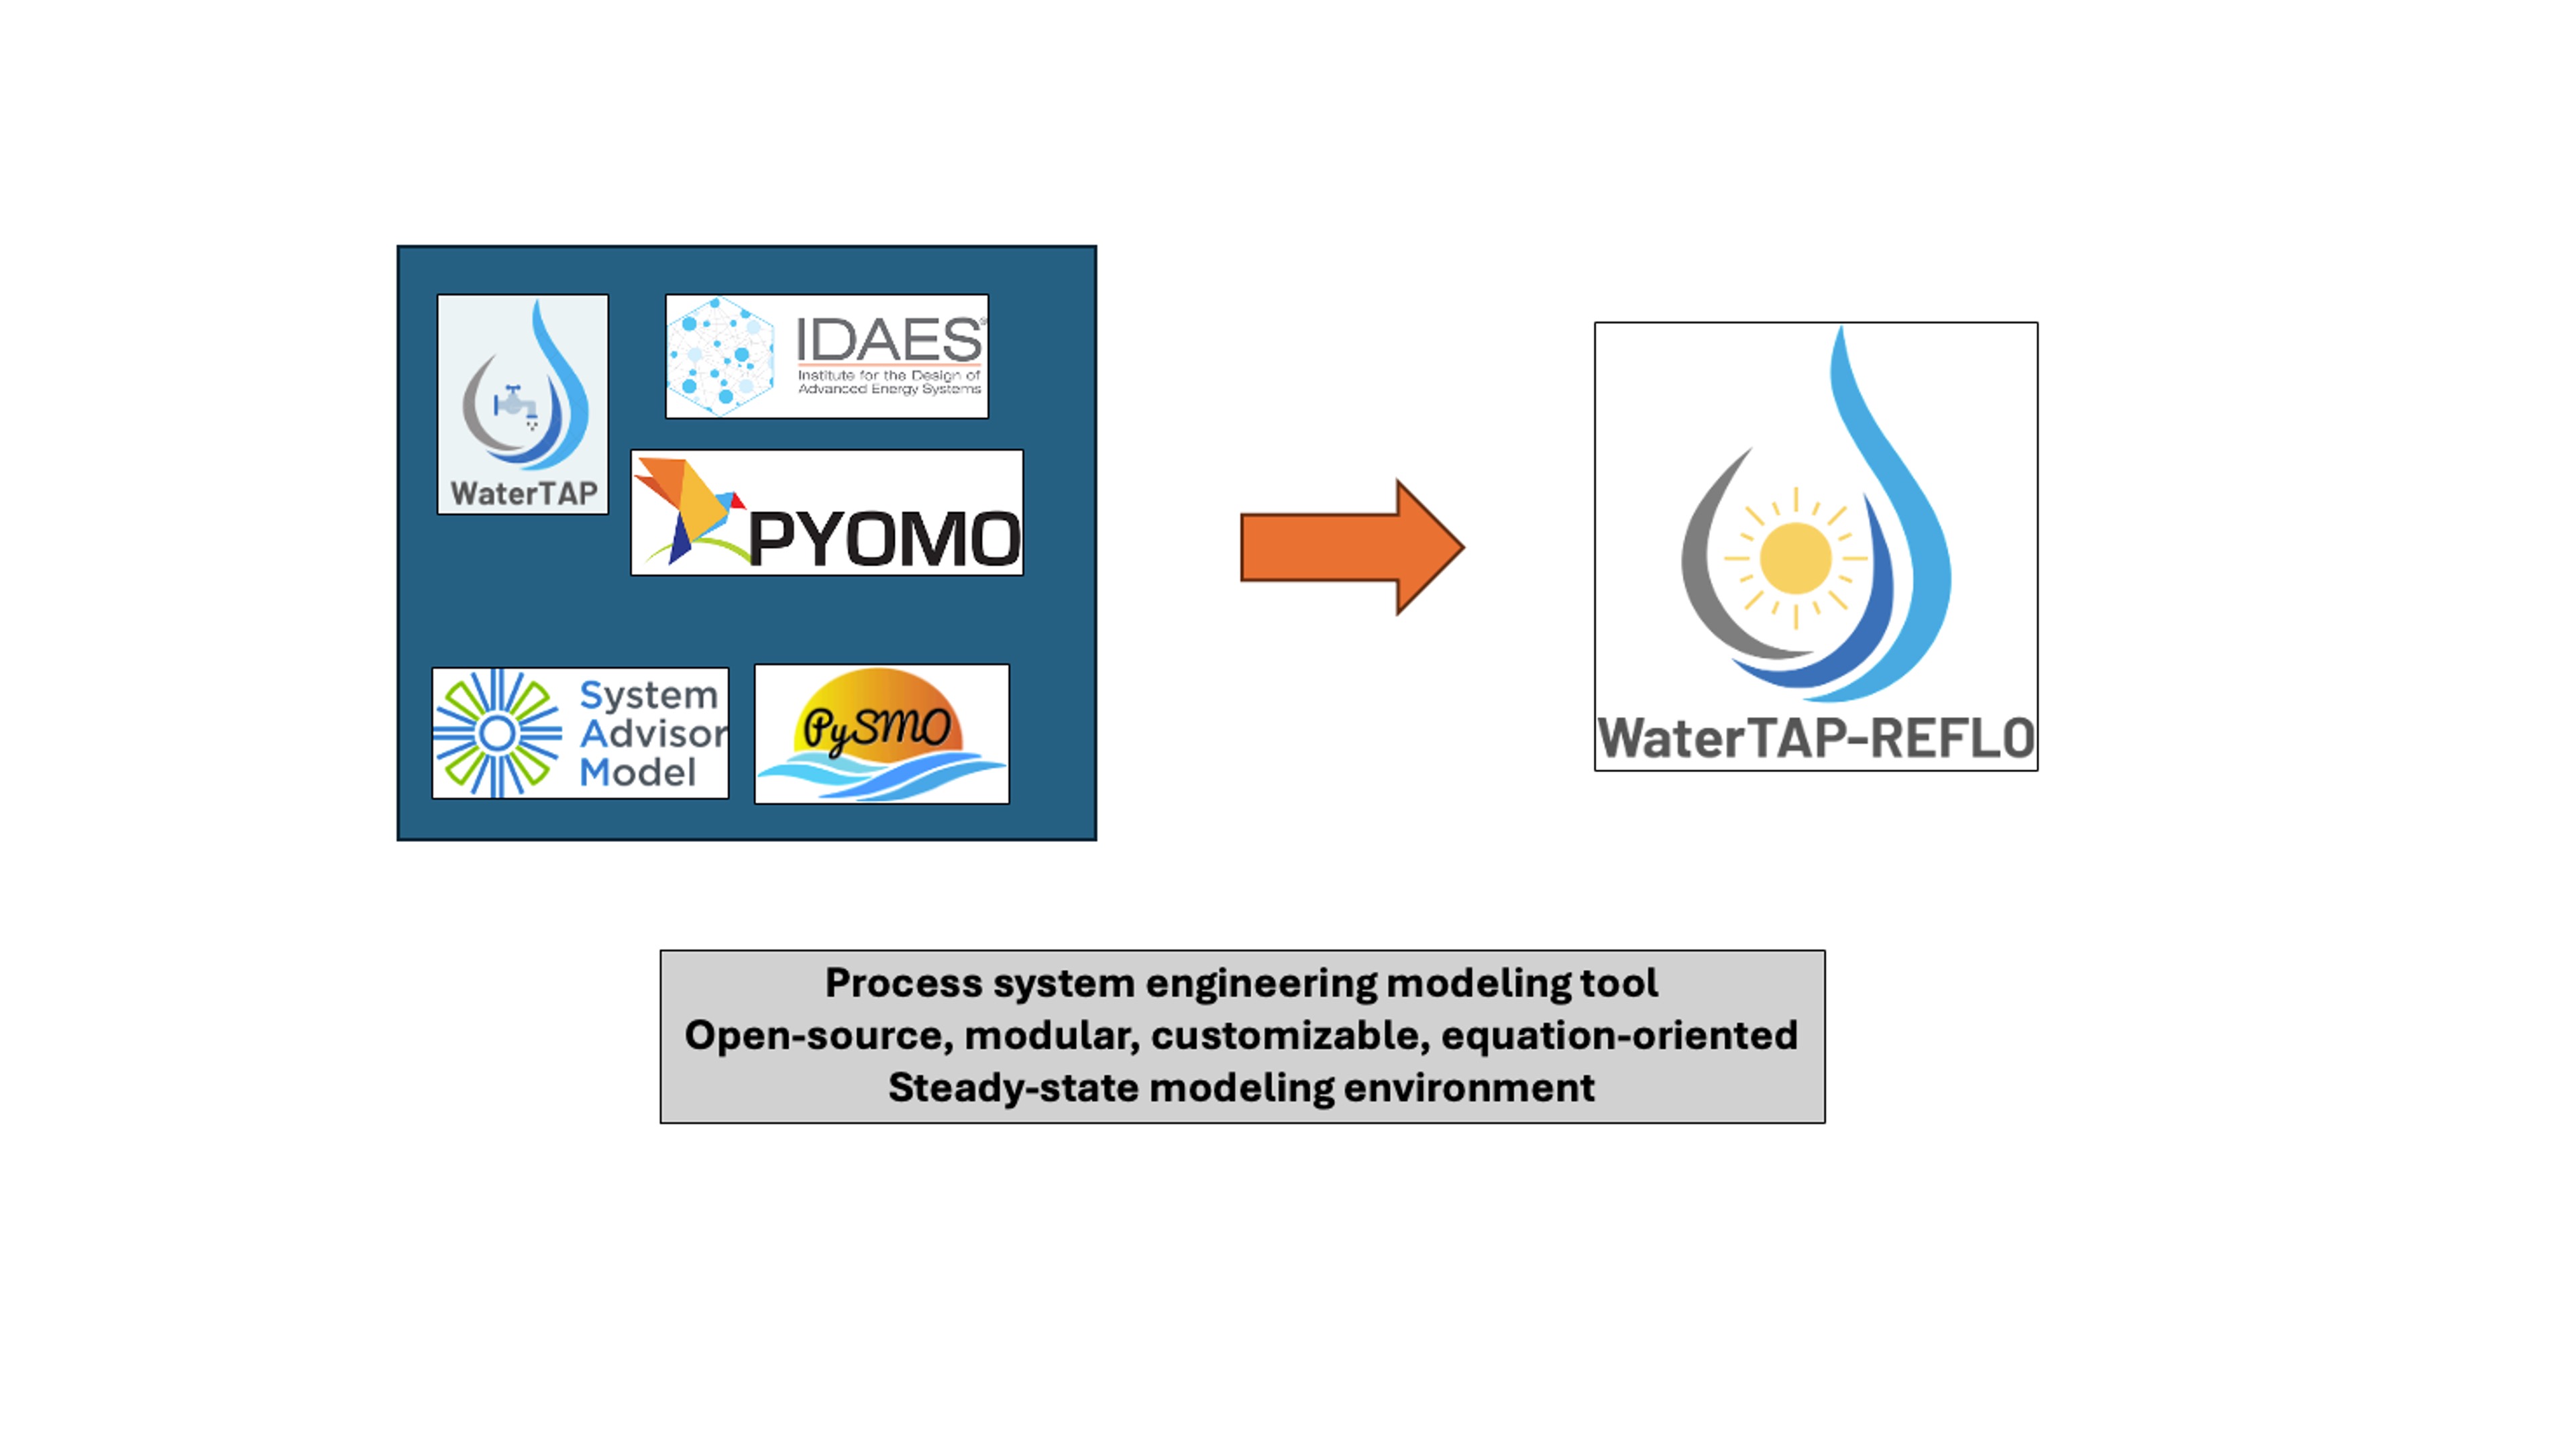 WaterTAP
IDAES®
Institute for the Design of
Advanced Energy Systems
PYOMO
System
Advisor
Model
PySMO
WaterTAP-REFLO
Process system engineering modeling tool
Open-source, modular, customizable, equation-oriented
Steady-state modeling environment